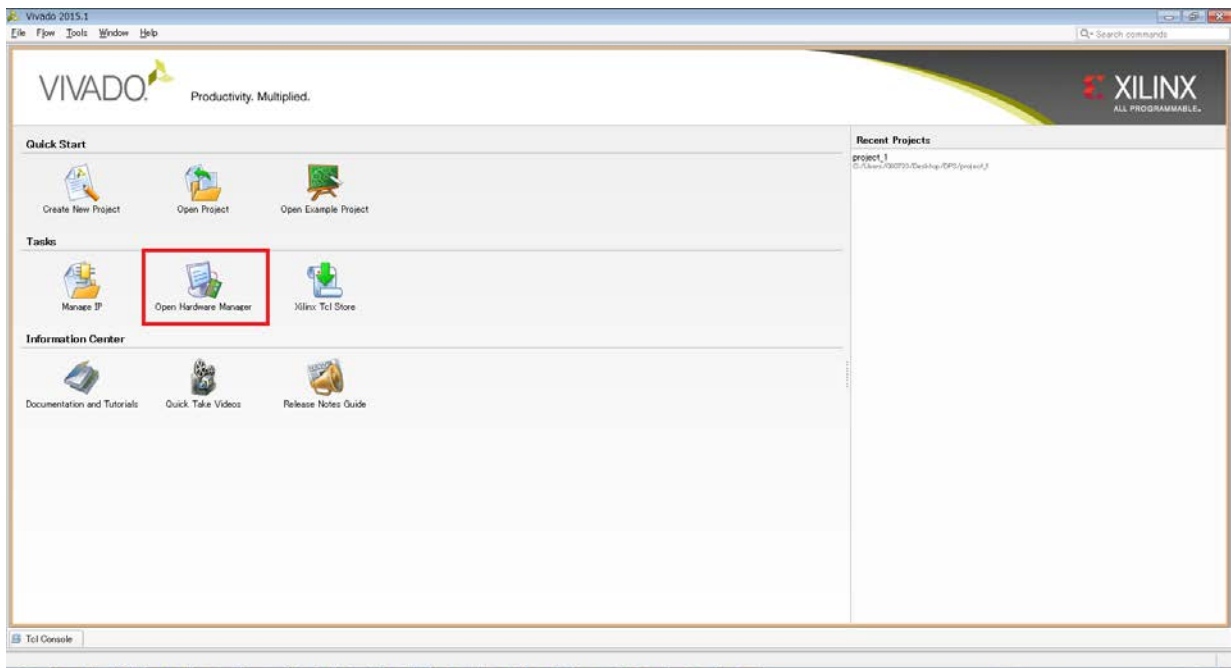 Vivado 2015.1
File Flow Tools Window Help
Search commands
VIVADO
Productivity. Multiplied.
XILINX
ALL PROGRAMMABLE.
Quick Start
Create New Project
Open Project
Open Example Project
Tasks
Manage IP
Open Hardware Manager
Xilinx Tcl Store
Information Center
Documentation and Tutorials
Quick Take Videos
Release Notes Guide
Recent Projects
project_1
Tcl Console